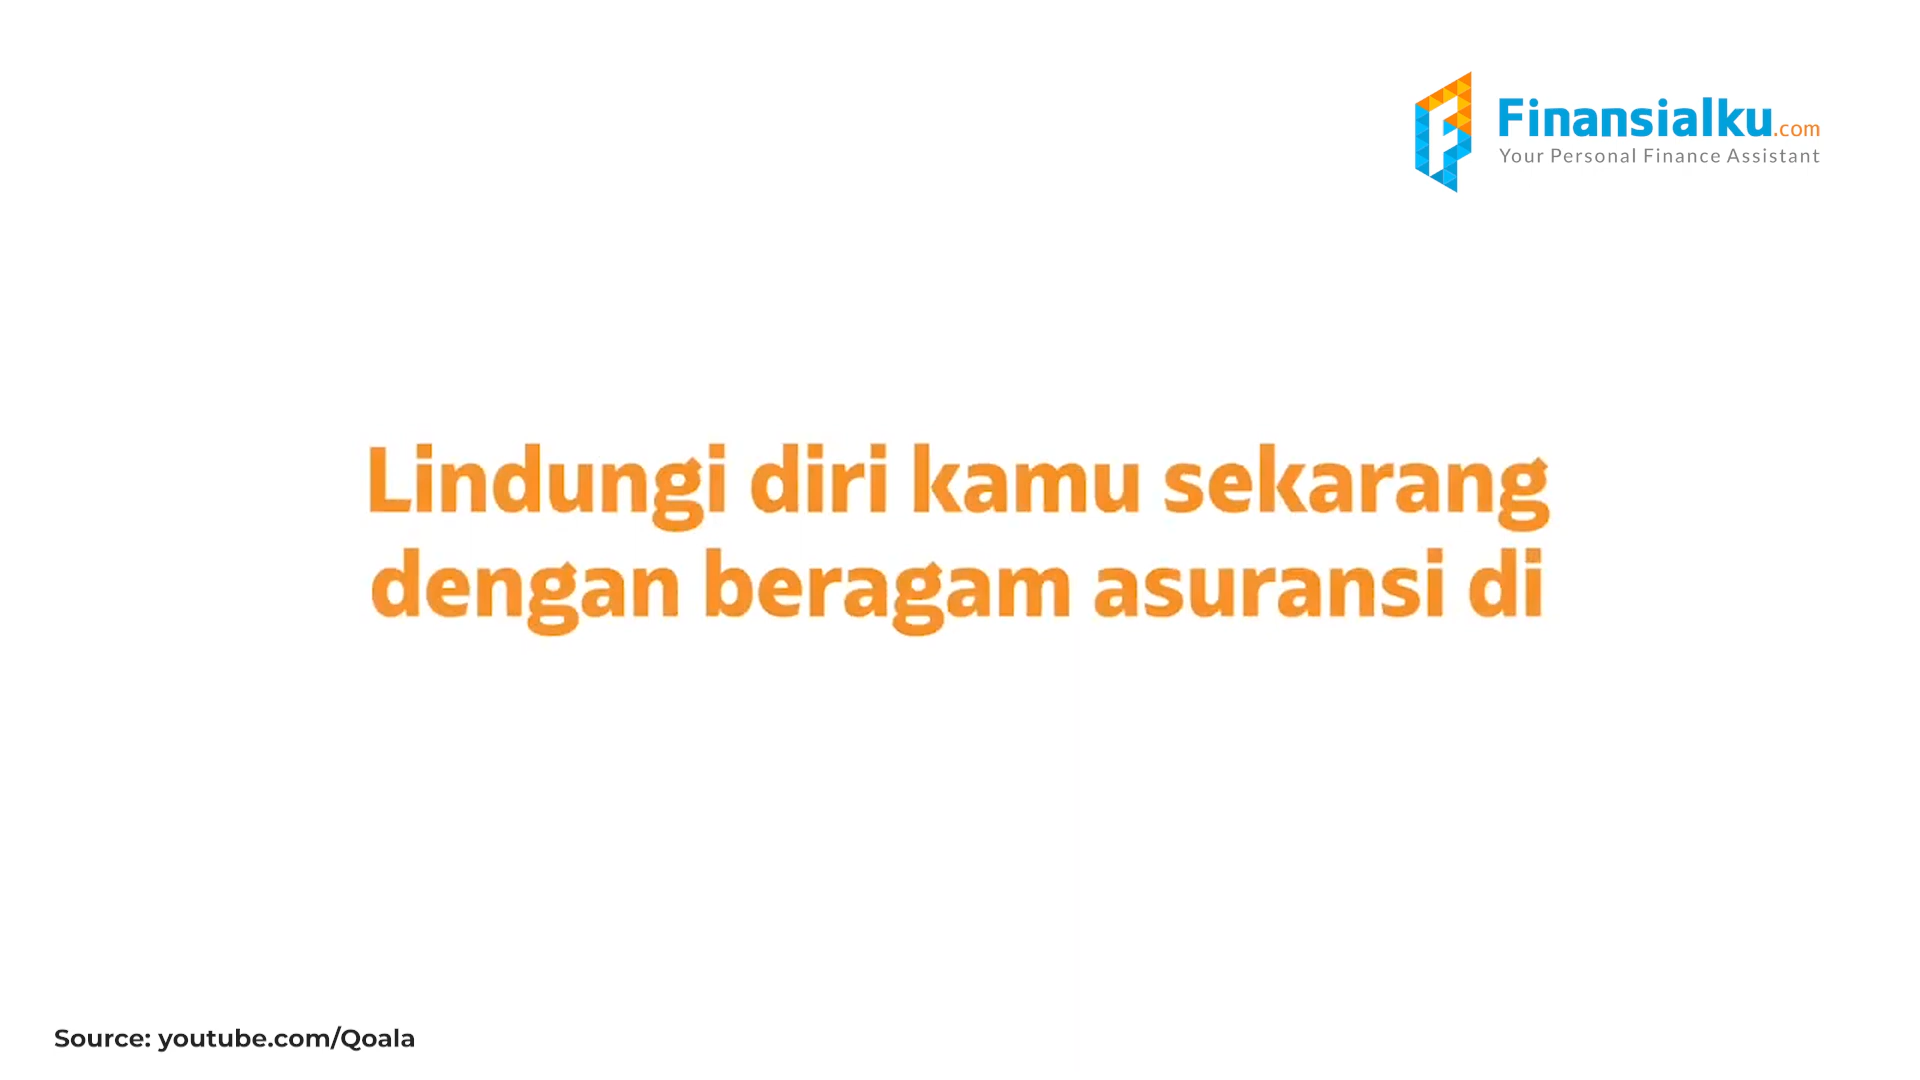 Finansialku.com
Your Personal Finance Assistant
Lindungi diri kamu sekarang
dengan beragam asuransi di
Source: youtube.com/Qoala